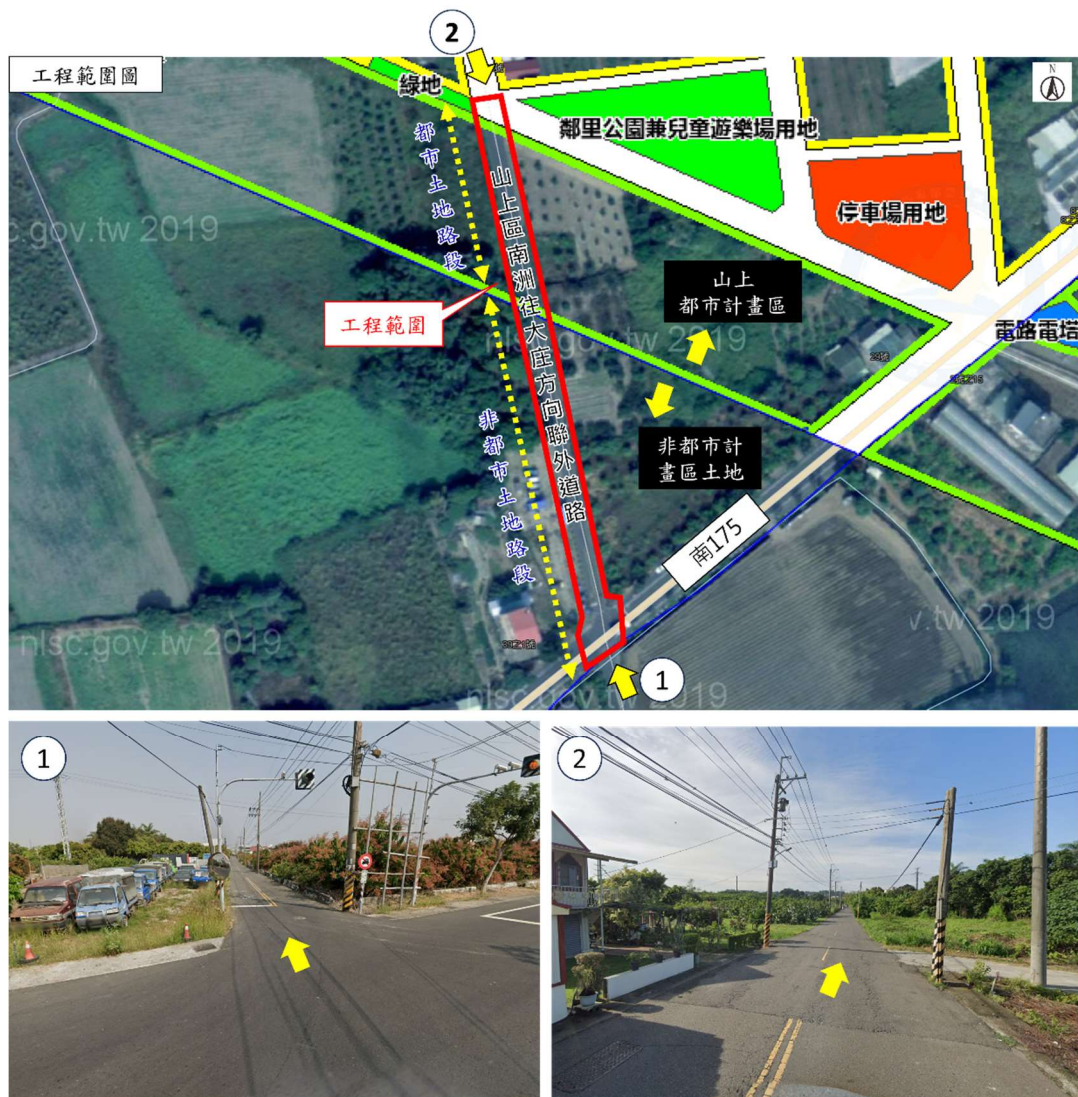 2
工程範圍圖
N
號
綠地
鄰里公園兼兒童遊樂場用地
都市土地路段
山上區南洲往大庄方向聯外道路
停車場用地
gov.tw 2019
山上
都市計畫區
工程範圍
nlsc.gov.tw 2019
電路電塔
29號
非都市計
畫區土地
非都市土地路段
南175
nlsc.gov.tw 2019
v.tw 2019
nlsc.gov.tw 2019
1
1
2